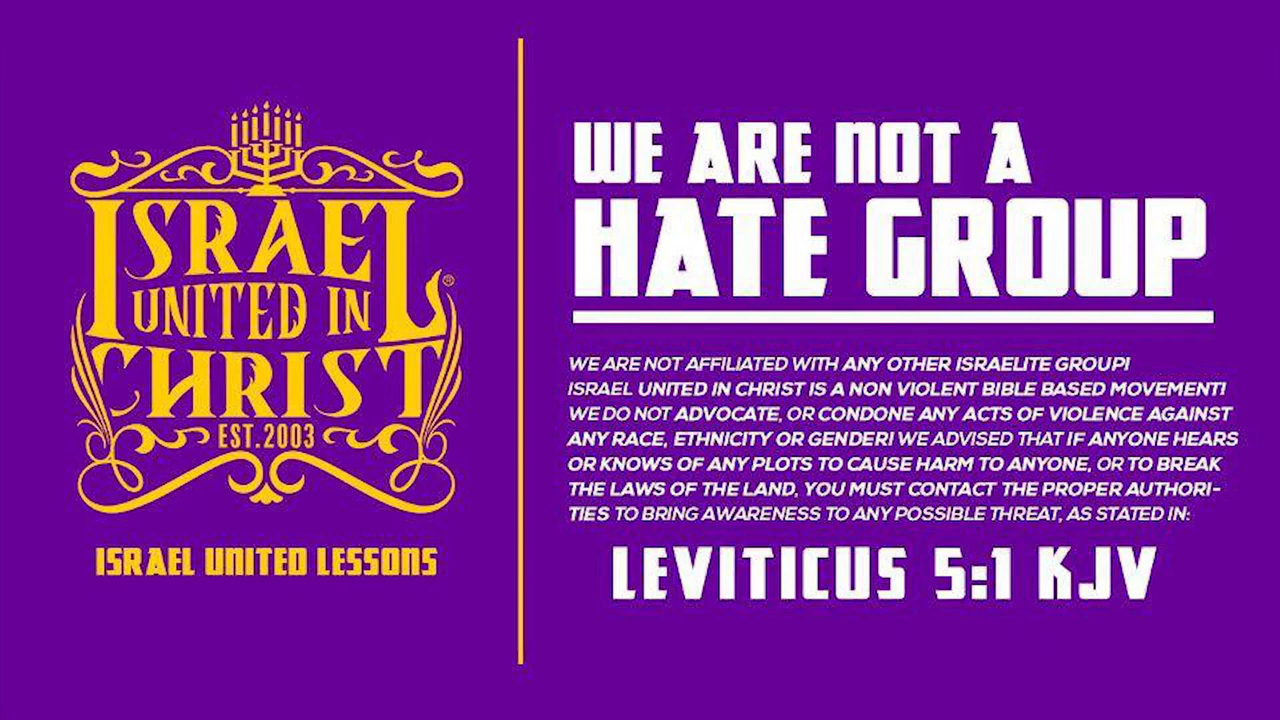 ISRAEL
UNITED IN
CHRIST
®
EST. 2003
ISRAEL UNITED LESSONS
WE ARE NOT A
HATE GROUP
WE ARE NOT AFFILIATED WITH ANY OTHER ISRAELITE GROUP!
ISRAEL UNITED IN CHRIST IS A NON VIOLENT BIBLE BASED MOVEMENT!
WE DO NOT ADVOCATE, OR CONDONE ANY ACTS OF VIOLENCE AGAINST
ANY RACE, ETHNICITY OR GENDER! WE ADVISED THAT IF ANYONE HEARS
OR KNOWS OF ANY PLOTS TO CAUSE HARM TO ANYONE, OR TO BREAK
THE LAWS OF THE LAND, YOU MUST CONTACT THE PROPER AUTHORI-
TIES TO BRING AWARENESS TO ANY POSSIBLE THREAT, AS STATED IN:
LEVITICUS 5:1 KJV